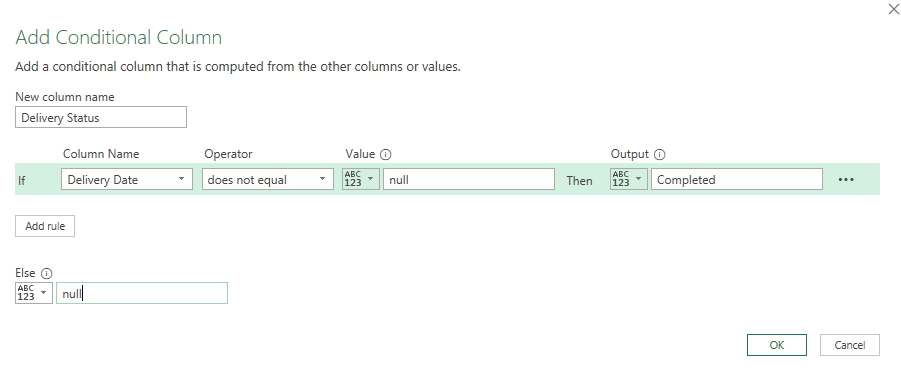 Add Conditional Column
Add a conditional column that is computed from the other columns or values.
New column name
Delivery Status
Column Name Operator Value Output
If Delivery Date does not equal ABC 123 null Then ABC 123 Completed ...
Add rule
Else
ABC 123 null
OK Cancel